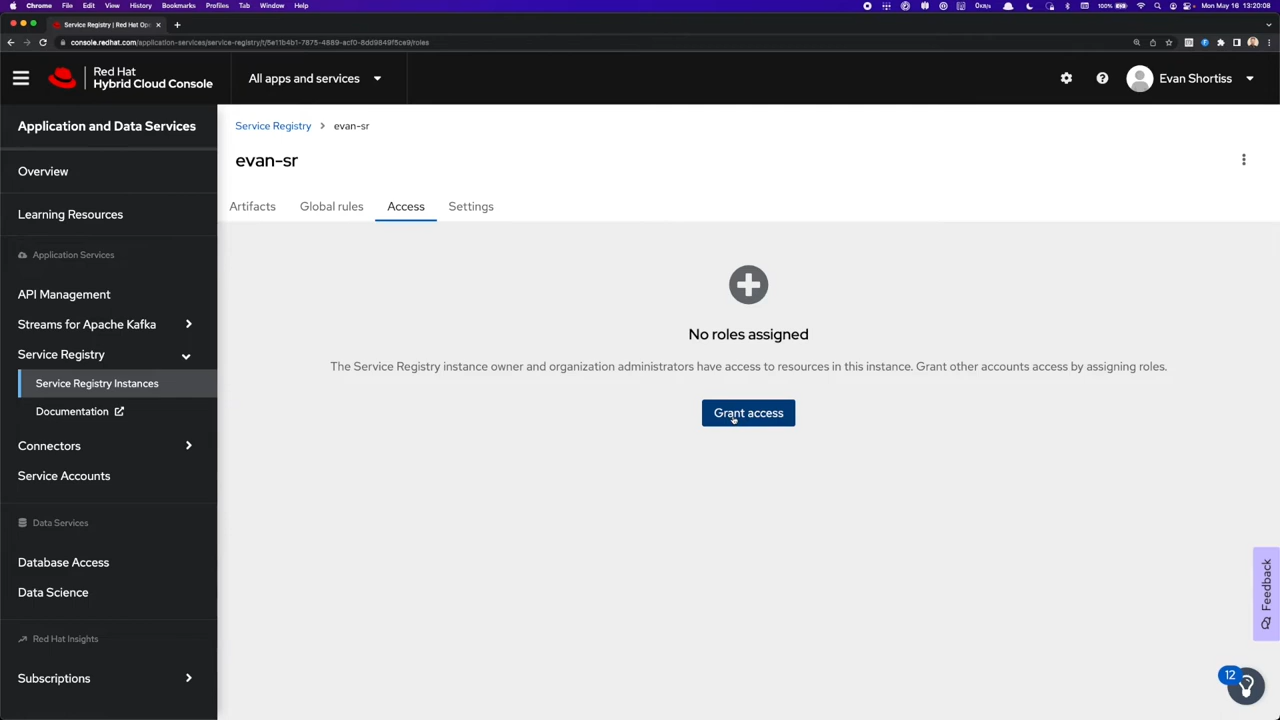 Chrome File Edit View History Bookmarks Profiles Tab Window Help
0x/s 100% Mon May 16 13:20:08
Service Registry | Red Hat Op
console.redhat.com/application-services/service-registry/t/5e11b4b1-7875-4889-acf0-8dd9849f5ce9/roles
Red Hat
Hybrid Cloud Console
All apps and services
Evan Shortiss
Application and Data Services
Overview
Learning Resources
Application Services
API Management
Streams for Apache Kafka
Service Registry
Service Registry Instances
Documentation
Connectors
Service Accounts
Data Services
Database Access
Data Science
Red Hat Insights
Subscriptions
Service Registry > evan-sr
evan-sr
Artifacts Global rules Access Settings
No roles assigned
The Service Registry instance owner and organization administrators have access to resources in this instance. Grant other accounts access by assigning roles.
Grant access
Feedback
12